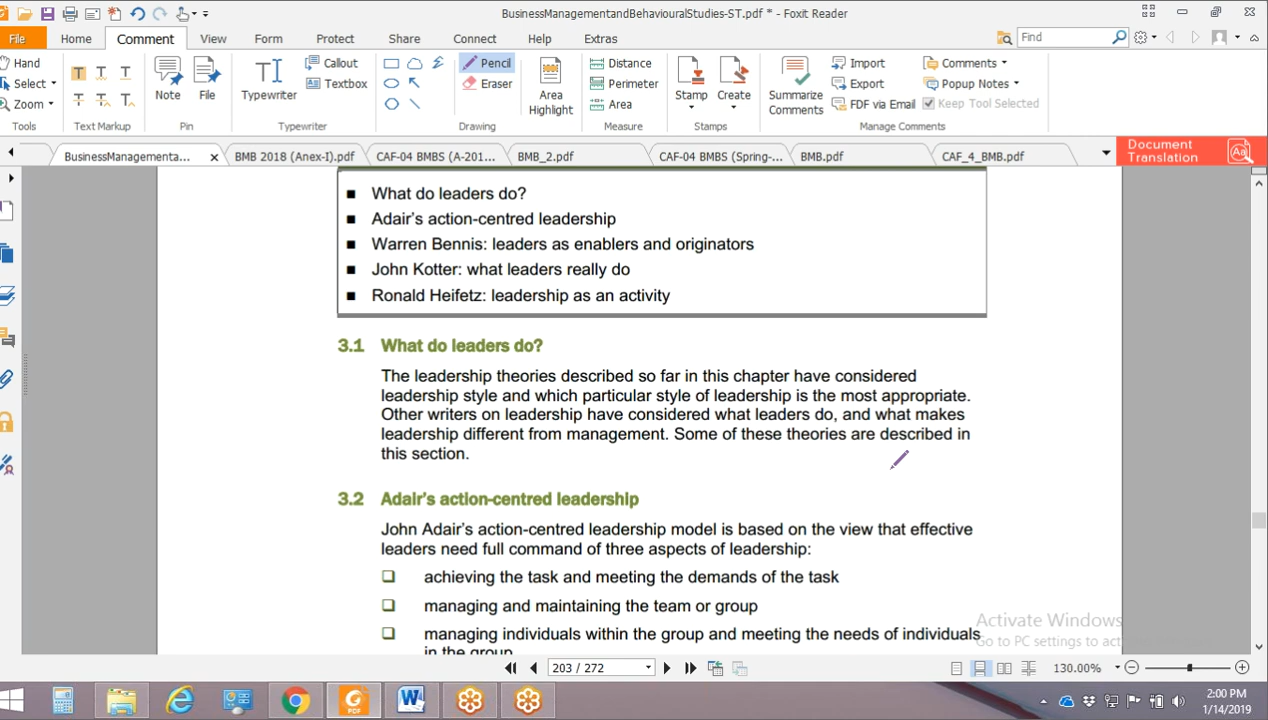 BusinessManagementandBehaviouralStudies-ST.pdf * - Foxit Reader
File Home Comment View Form Protect Share Connect Help Extras
Find
Hand
Select
Zoom
Tools
T T T
T T T
Text Markup
Note
File
Pin
Typewriter
Callout
Textbox
Typewriter
Pencil
Eraser
Area
Highlight
Drawing
Distance
Perimeter
Area
Measure
Stamp
Create
Stamps
Summarize
Comments
Import
Export
FDF via Email
Comments
Popup Notes
Keep Tool Selected
Manage Comments
BusinessManagementa... BMB 2018 (Anex-I).pdf CAF-04 BMBS (A-201... BMB_2.pdf CAF-04 BMBS (Spring-... BMB.pdf CAF_4_BMB.pdf
Document
Translation
What do leaders do?
Adair's action-centred leadership
Warren Bennis: leaders as enablers and originators
John Kotter: what leaders really do
Ronald Heifetz: leadership as an activity
3.1 What do leaders do?
The leadership theories described so far in this chapter have considered
leadership style and which particular style of leadership is the most appropriate.
Other writers on leadership have considered what leaders do, and what makes
leadership different from management. Some of these theories are described in
this section.
3.2 Adair's action-centred leadership
John Adair's action-centred leadership model is based on the view that effective
leaders need full command of three aspects of leadership:
achieving the task and meeting the demands of the task
managing and maintaining the team or group
managing individuals within the group and meeting the needs of individuals
in the group
Activate Windows
Go to PC settings to act
203 / 272
130.00%
2:00 PM
1/14/2019